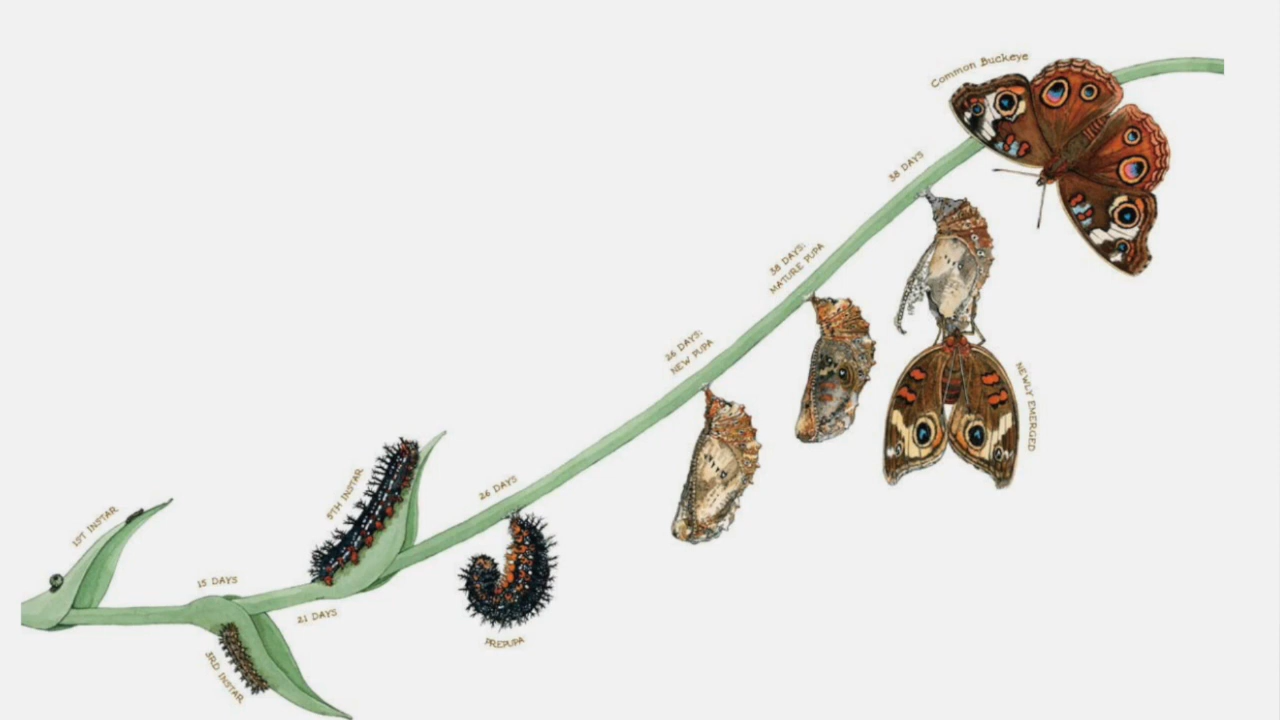 Common Buckeye
38 DAYS
38 DAYS:
MATURE PUPA
26 DAYS:
NEW PUPA
NEWLY EMERGED
5TH INSTAR
26 DAYS
1ST INSTAR
15 DAYS
21 DAYS
PREPUPA
3RD INSTAR